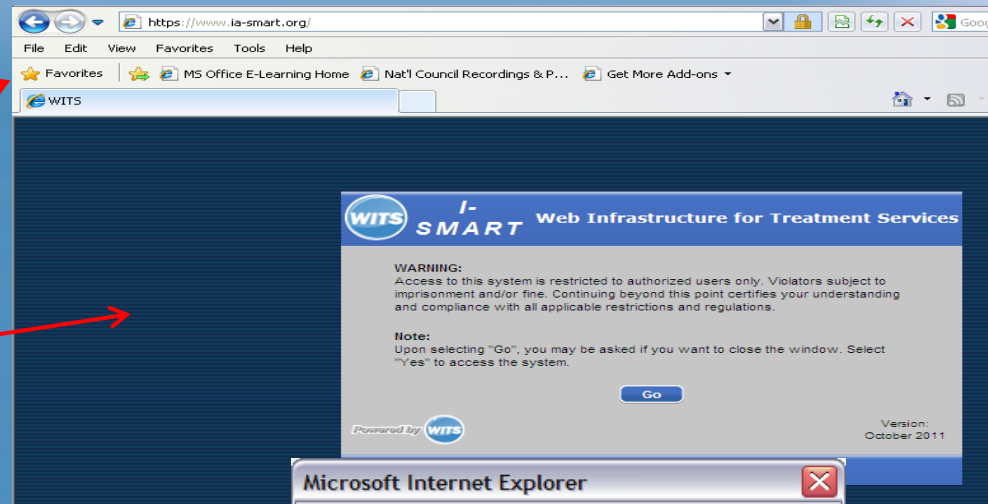 https://www.ia-smart.org/
Goog
File Edit View Favorites Tools Help
Favorites MS Office E-Learning Home Nat'l Council Recordings & P... Get More Add-ons
WITS
WITS I-SMART Web Infrastructure for Treatment Services
WARNING:
Access to this system is restricted to authorized users only. Violators subject to
imprisonment and/or fine. Continuing beyond this point certifies your understanding
and compliance with all applicable restrictions and regulations.
Note:
Upon selecting "Go", you may be asked if you want to close the window. Select
"Yes" to access the system.
Go
Powered by WITS
Version:
October 2011
Microsoft Internet Explorer